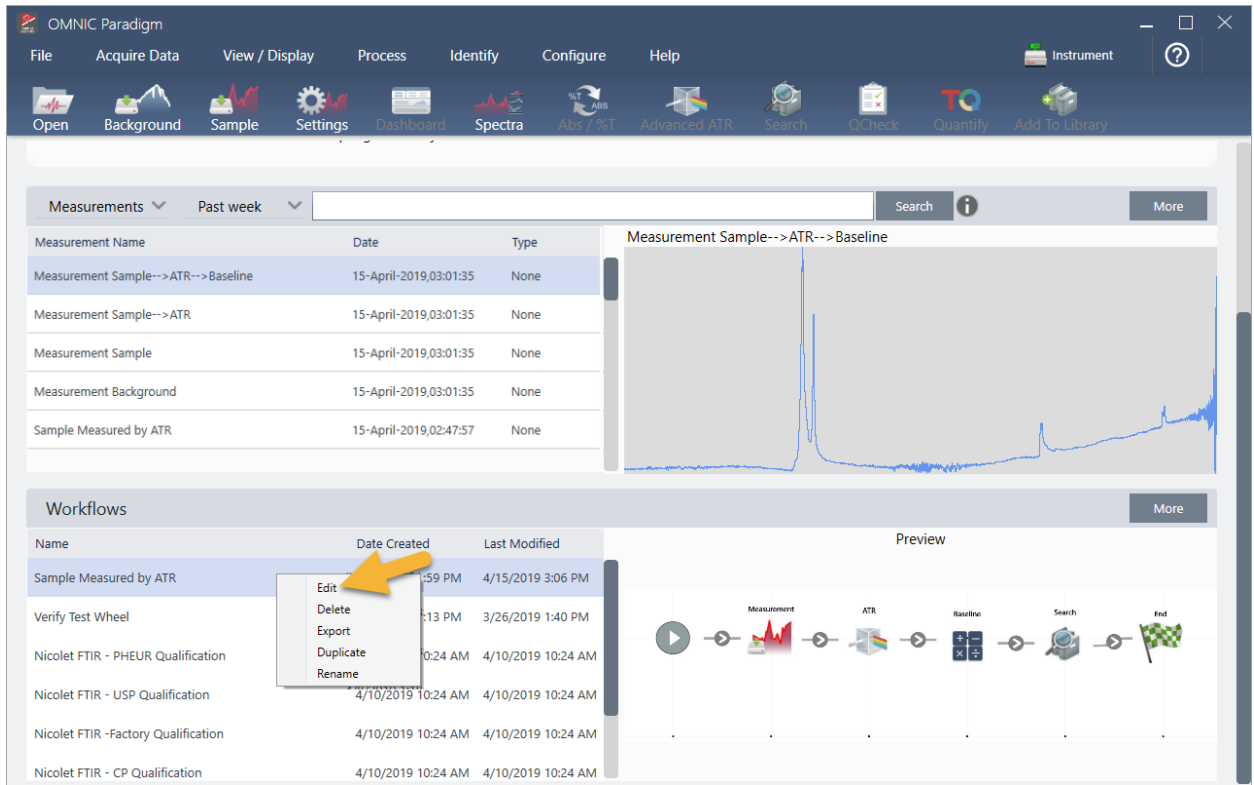 OMNIC Paradigm
File Acquire Data View / Display Process Identify Configure Help Instrument
Open Background Sample Settings Dashboard Spectra Abs / %T Advanced ATR Search QCheck Quantify Add To Library
%T ABS
TQ
Measurements Past week Search More
Measurement Name Date Type
Measurement Sample-->ATR-->Baseline 15-April-2019,03:01:35 None
Measurement Sample-->ATR 15-April-2019,03:01:35 None
Measurement Sample 15-April-2019,03:01:35 None
Measurement Background 15-April-2019,03:01:35 None
Sample Measured by ATR 15-April-2019,02:47:57 None
Measurement Sample-->ATR-->Baseline
Workflows More
Name Date Created Last Modified
Sample Measured by ATR :59 PM 4/15/2019 3:06 PM
Verify Test Wheel :13 PM 3/26/2019 1:40 PM
Nicolet FTIR - PHEUR Qualification 0:24 AM 4/10/2019 10:24 AM
Nicolet FTIR - USP Qualification 4/10/2019 10:24 AM 4/10/2019 10:24 AM
Nicolet FTIR -Factory Qualification 4/10/2019 10:24 AM 4/10/2019 10:24 AM
Nicolet FTIR - CP Qualification 4/10/2019 10:24 AM 4/10/2019 10:24 AM
Edit
Delete
Export
Duplicate
Rename
Preview
Measurement ATR Baseline Search End